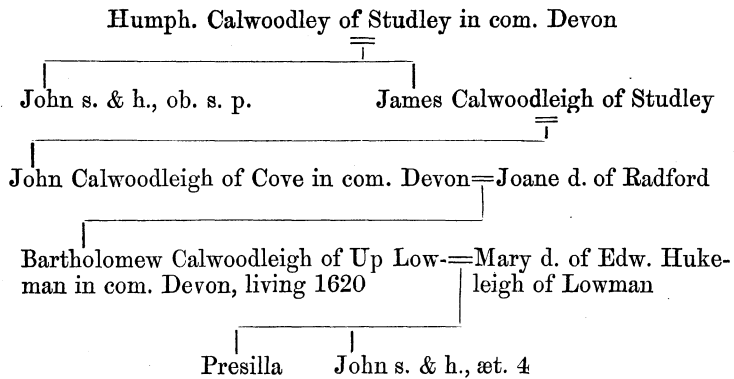 Humph. Calwoodley of Studley in com. Devon
John s. & h., ob. s. p. James Calwoodleigh of Studley
John Calwoodleigh of Cove in com. Devon=Joane d. of Radford
Bartholomew Calwoodleigh of Up Low-=Mary d. of Edw. Huke-
man in com. Devon, living 1620 leigh of Lowman
Presilla John s. & h., æt. 4